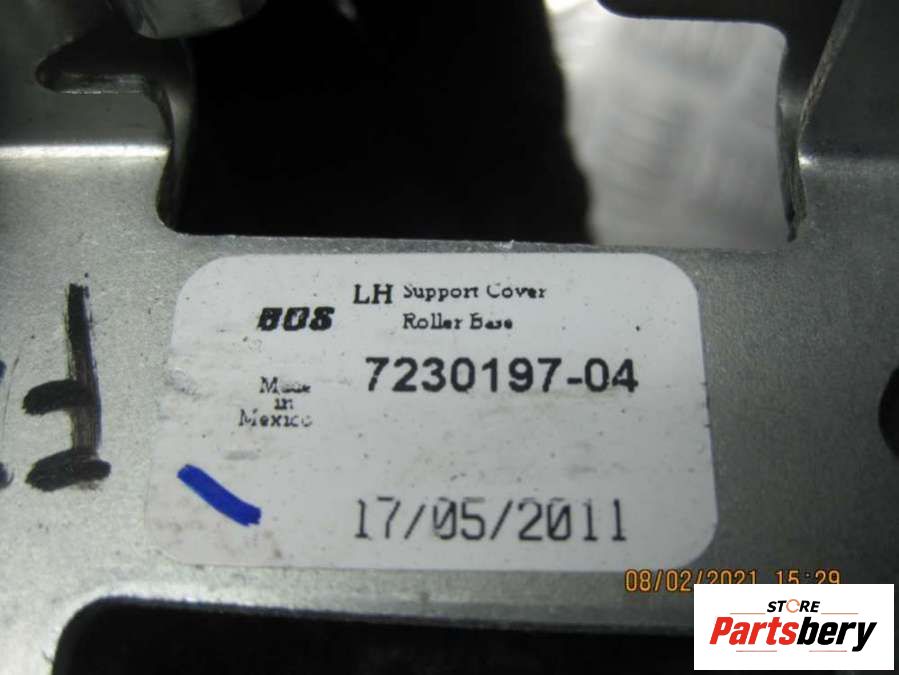 LH Support Cover
BOS Roller Base
7230197-04
Made
in
Mexico
17/05/2011
08/02/2021 15:29
STORE
Partsbery